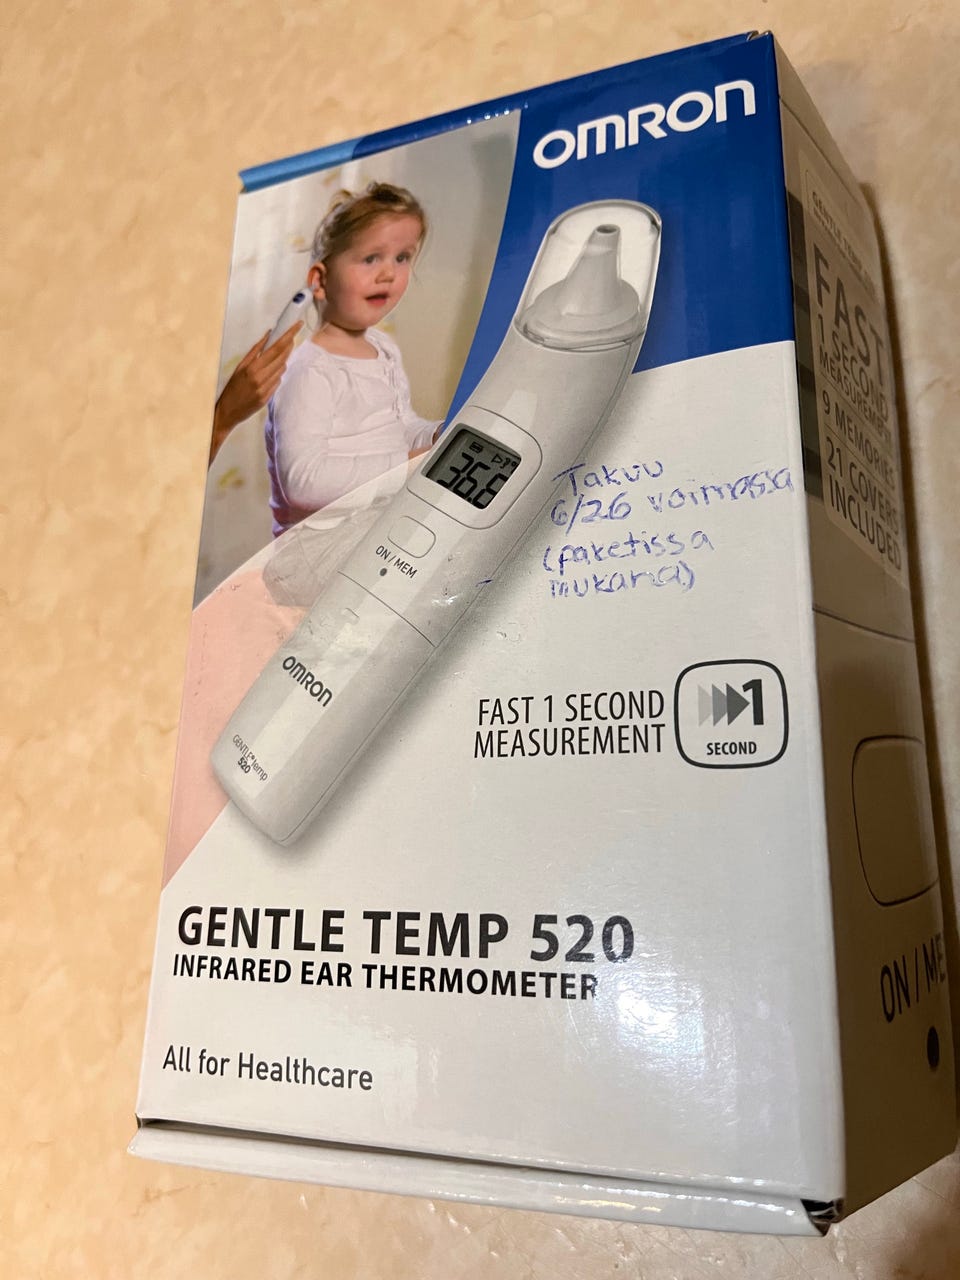 OMRON
36.6
ON / MEM
OMRON
GENTLE°temp
520
Takuu
6/26 voimassa
(paketissa
mukana)
FAST 1 SECOND
MEASUREMENT
1
SECOND
GENTLE TEMP 520
INFRARED EAR THERMOMETER
All for Healthcare
GENTLE TEMP
FAST
1 SECOND
MEASUREMENT
9 MEMORIES
21 COVERS
INCLUDED
ON / ME